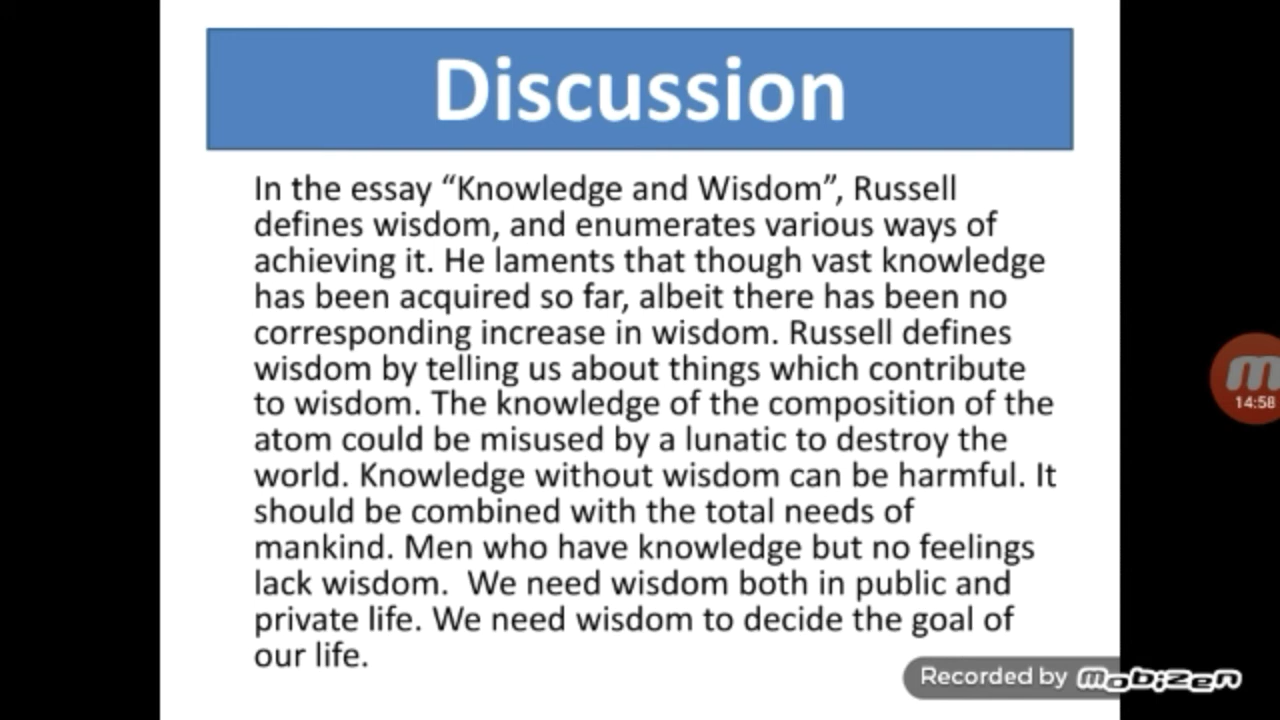 Discussion
In the essay “Knowledge and Wisdom”, Russell
defines wisdom, and enumerates various ways of
achieving it. He laments that though vast knowledge
has been acquired so far, albeit there has been no
corresponding increase in wisdom. Russell defines
wisdom by telling us about things which contribute
to wisdom. The knowledge of the composition of the
atom could be misused by a lunatic to destroy the
world. Knowledge without wisdom can be harmful. It
should be combined with the total needs of
mankind. Men who have knowledge but no feelings
lack wisdom.  We need wisdom both in public and
private life. We need wisdom to decide the goal of
our life.
14:58
Recorded by mobizen